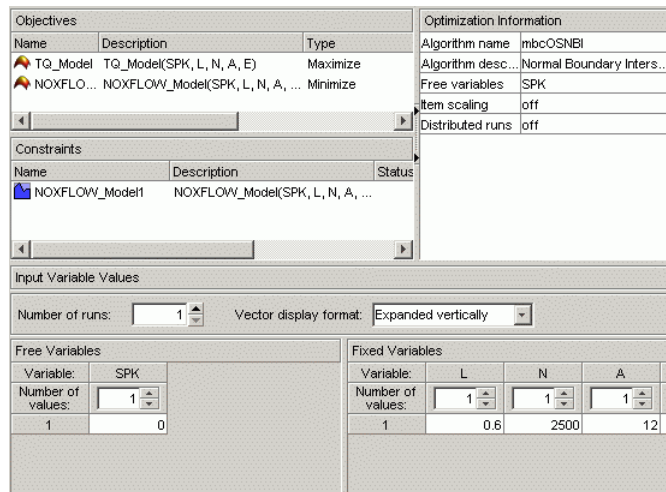 Objectives
Name Description Type
TQ_Model TQ_Model(SPK, L, N, A, E) Maximize
NOXFLO... NOXFLOW_Model(SPK, L, N, A, ... Minimize
Constraints
Name Description Status
NOXFLOW_Model1 NOXFLOW_Model(SPK, L, N, A, ...
Optimization Information
Algorithm name mbcOSNBI
Algorithm desc... Normal Boundary Inters...
Free variables SPK
Item scaling off
Distributed runs off
Input Variable Values
Number of runs: 1 Vector display format: Expanded vertically
Free Variables
Variable: SPK
Number of values: 1
1 0
Fixed Variables
Variable: L N A
Number of values: 1 1 1
1 0.6 2500 12